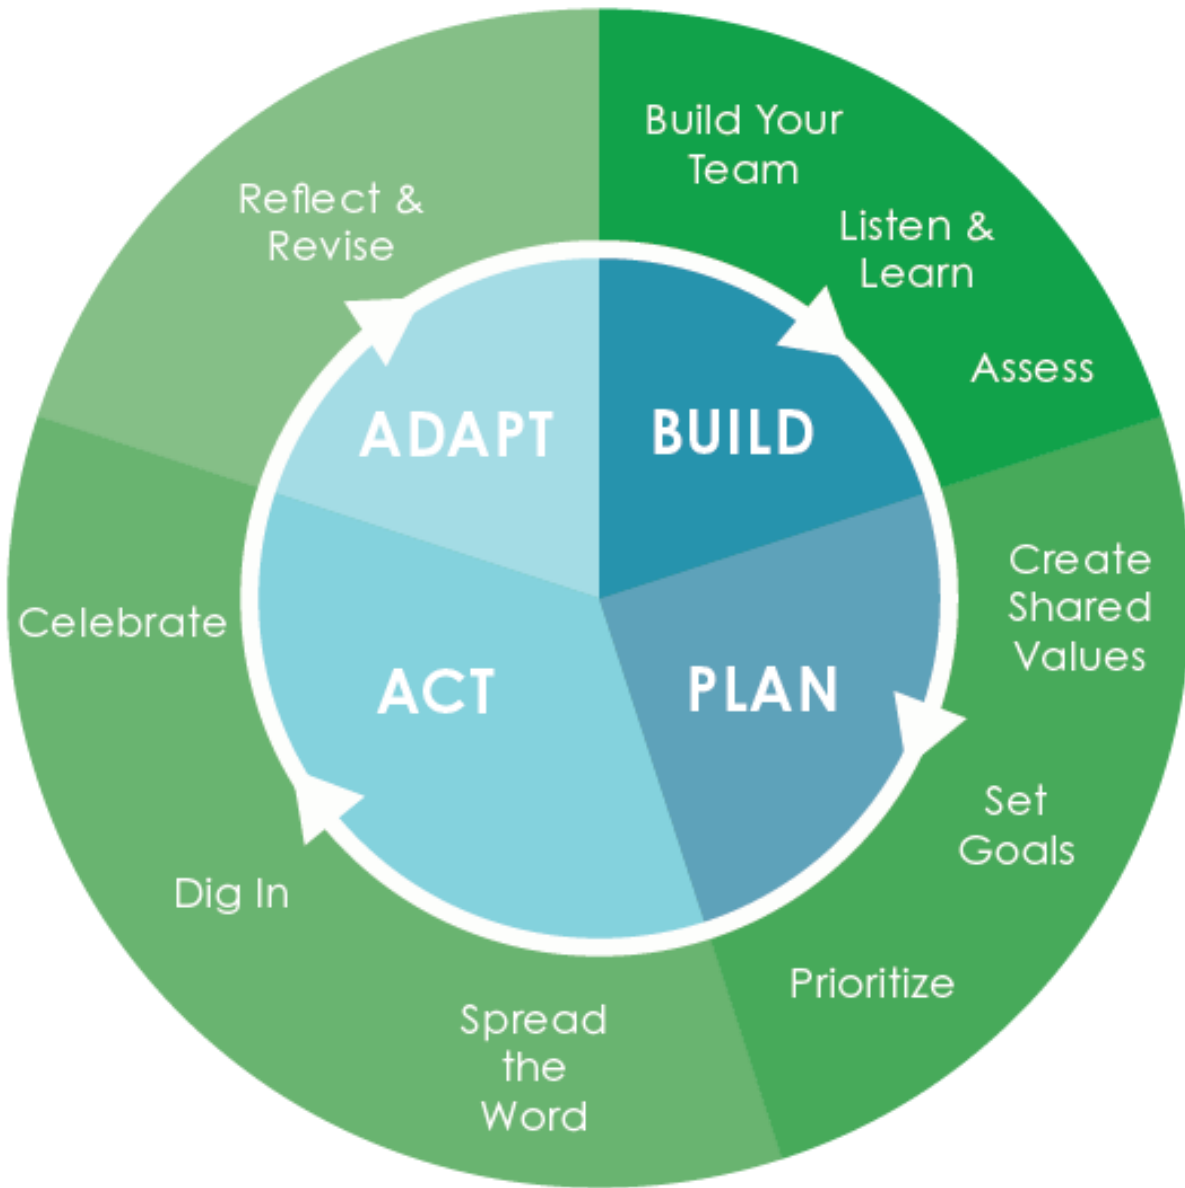 Build Your
Team
Listen &
Learn
Assess
Create
Shared
Values
Set
Goals
Prioritize
Spread
the
Word
Dig In
Celebrate
Reflect &
Revise
BUILD
PLAN
ACT
ADAPT